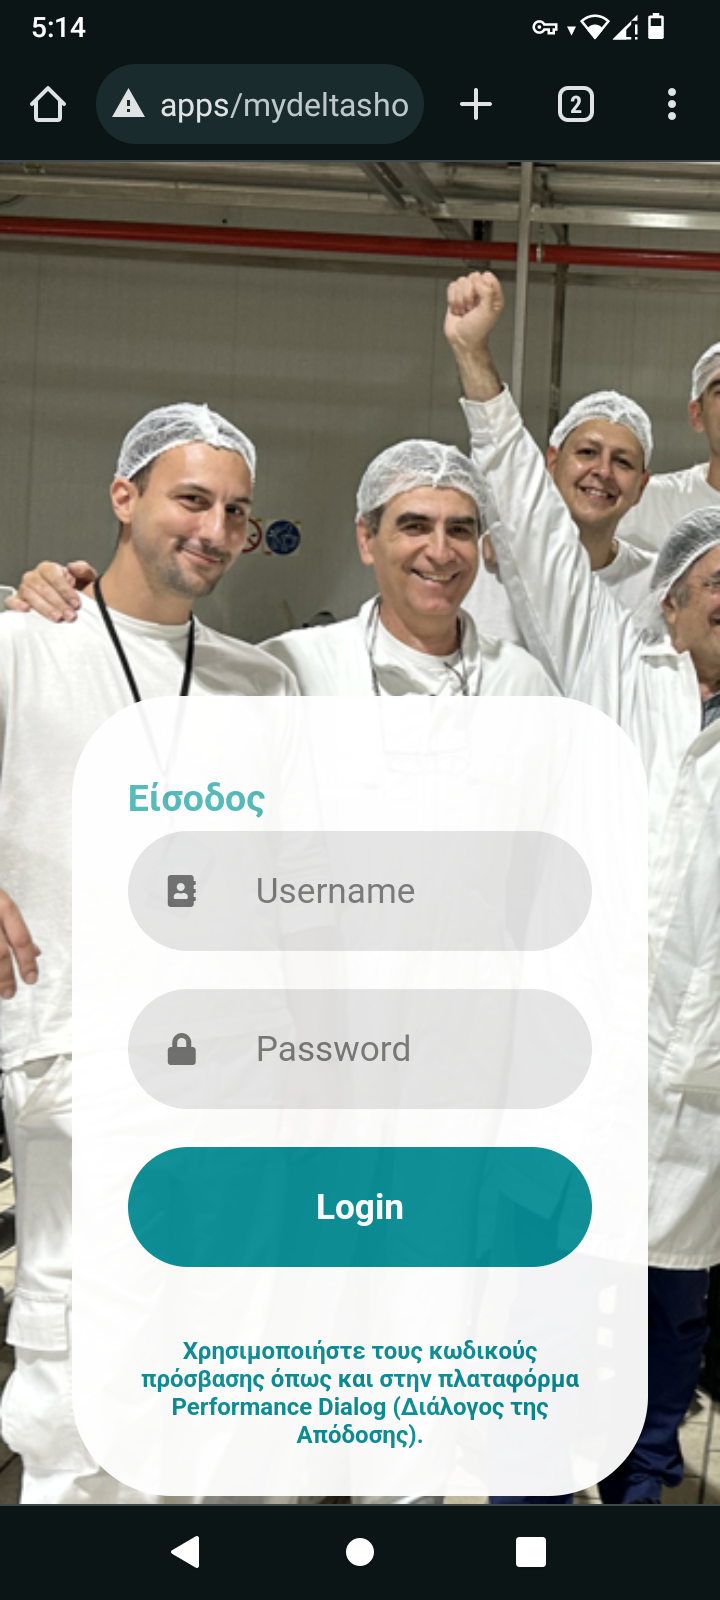 5:14
apps/mydeltasho
2
Είσοδος
Username
Password
Login
Χρησιμοποιήστε τους κωδικούς
πρόσβασης όπως και στην πλαταφόρμα
Performance Dialog (Διάλογος της
Απόδοσης).